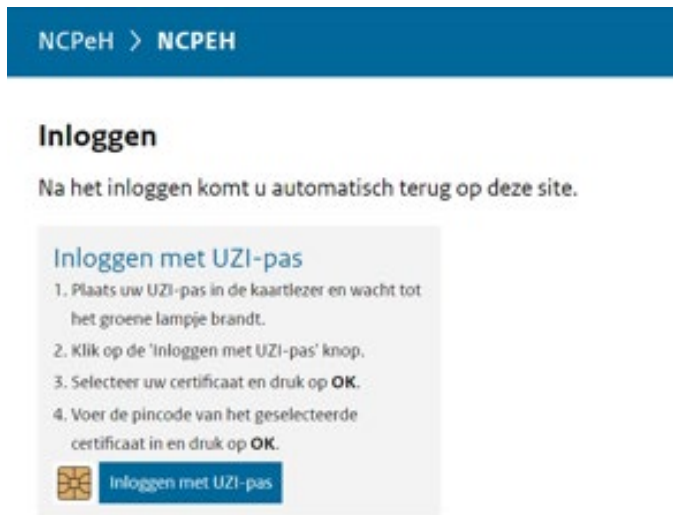 NCPeH > NCPEH
Inloggen
Na het inloggen komt u automatisch terug op deze site.
Inloggen met UZI-pas
1. Plaats uw UZI-pas in de kaartlezer en wacht tot
het groene lampje brandt.
2. Klik op de 'Inloggen met UZI-pas' knop.
3. Selecteer uw certificaat en druk op OK.
4. Voer de pincode van het geselecteerde
certificaat in en druk op OK.
Inloggen met UZI-pas